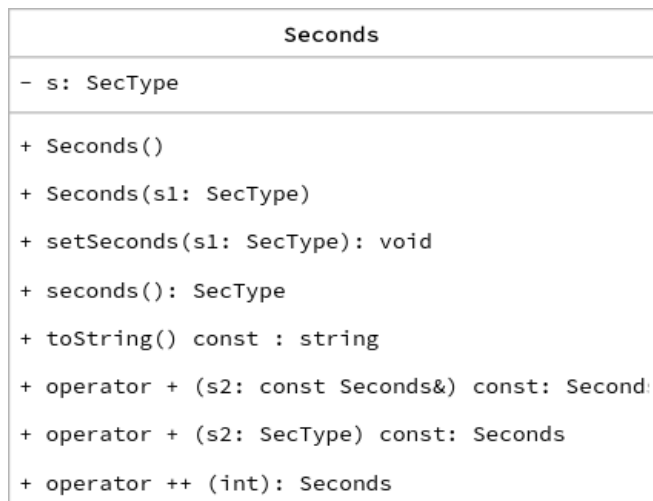 Seconds
- s: SecType
+ Seconds()
+ Seconds(s1: SecType)
+ setSeconds(s1: SecType): void
+ seconds(): SecType
+ toString() const : string
+ operator + (s2: const Seconds&) const: Second
+ operator + (s2: SecType) const: Seconds
+ operator ++ (int): Seconds